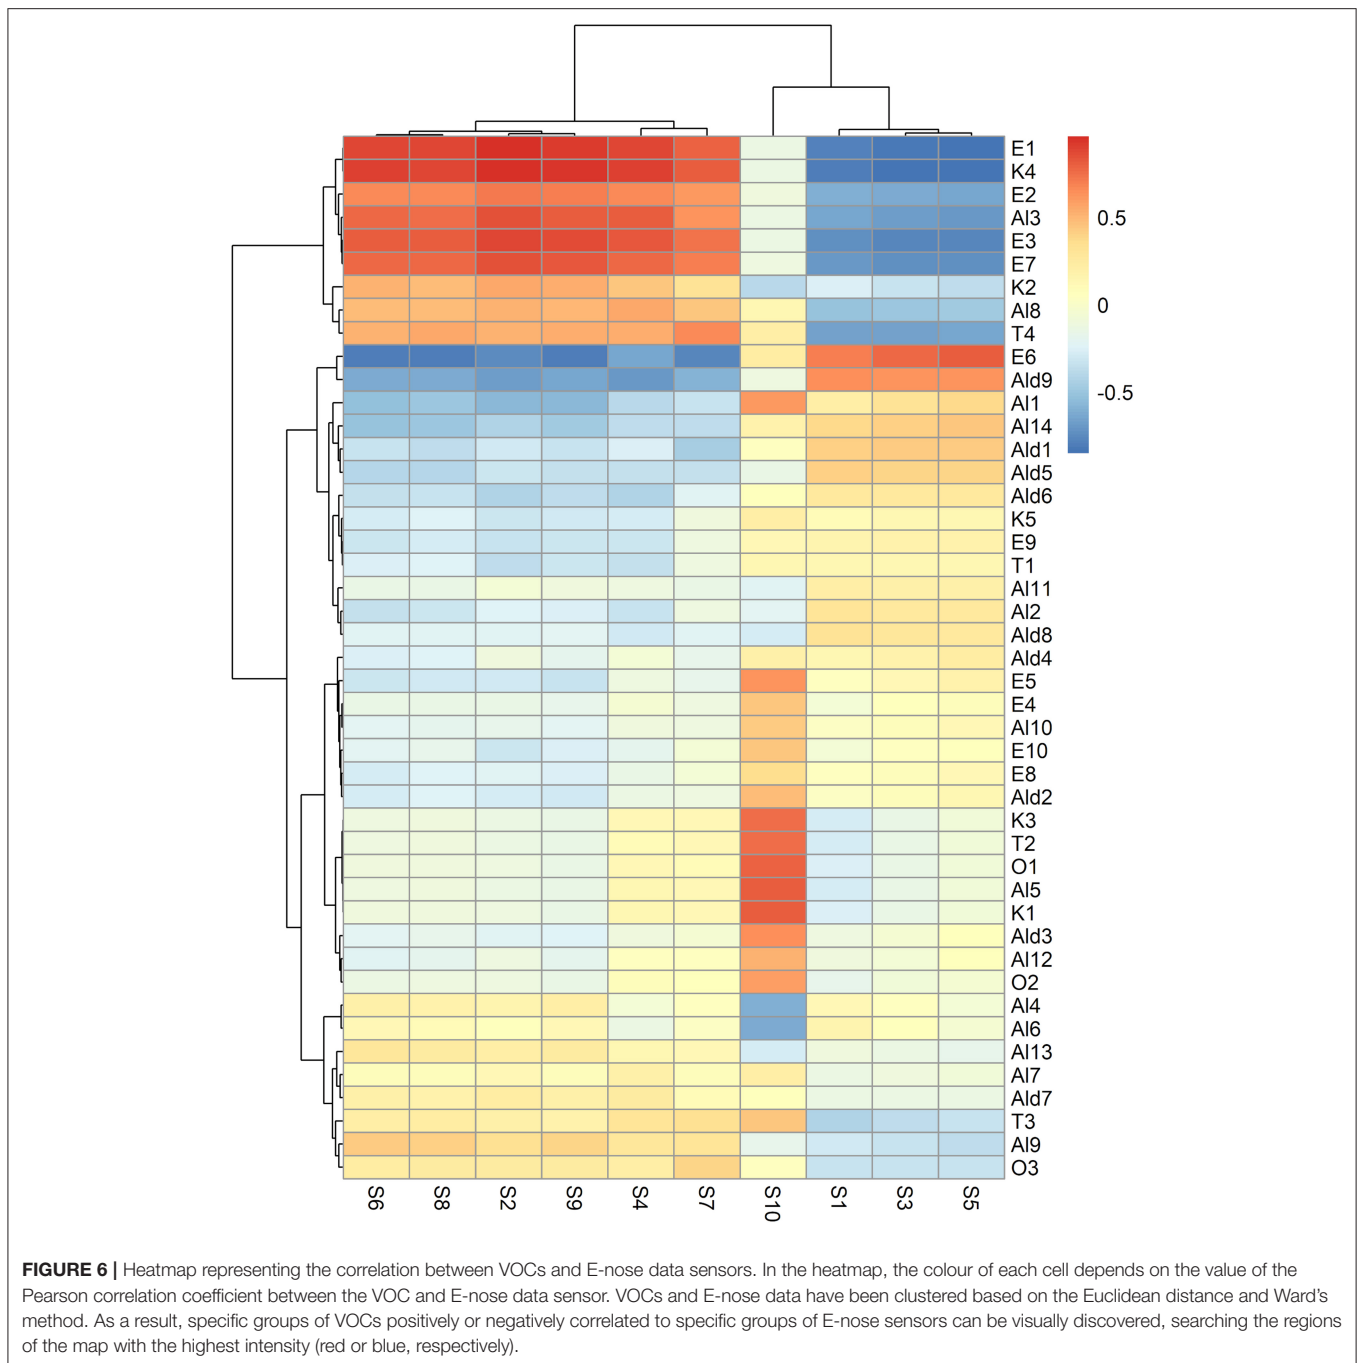 E1
K4
E2
Al3
E3
E7
K2
Al8
T4
E6
Ald9
Al1
Al14
Ald1
Ald5
Ald6
K5
E9
T1
Al11
Al2
Ald8
Ald4
E5
E4
Al10
E10
E8
Ald2
K3
T2
O1
Al5
K1
Ald3
Al12
O2
Al4
Al6
Al13
Al7
Ald7
T3
Al9
O3
0.5
0
-0.5
S6 S8 S2 S9 S4 S7 S10 S1 S3 S5
FIGURE 6 | Heatmap representing the correlation between VOCs and E-nose data sensors. In the heatmap, the colour of each cell depends on the value of the
Pearson correlation coefficient between the VOC and E-nose data sensor. VOCs and E-nose data have been clustered based on the Euclidean distance and Ward's
method. As a result, specific groups of VOCs positively or negatively correlated to specific groups of E-nose sensors can be visually discovered, searching the regions
of the map with the highest intensity (red or blue, respectively).